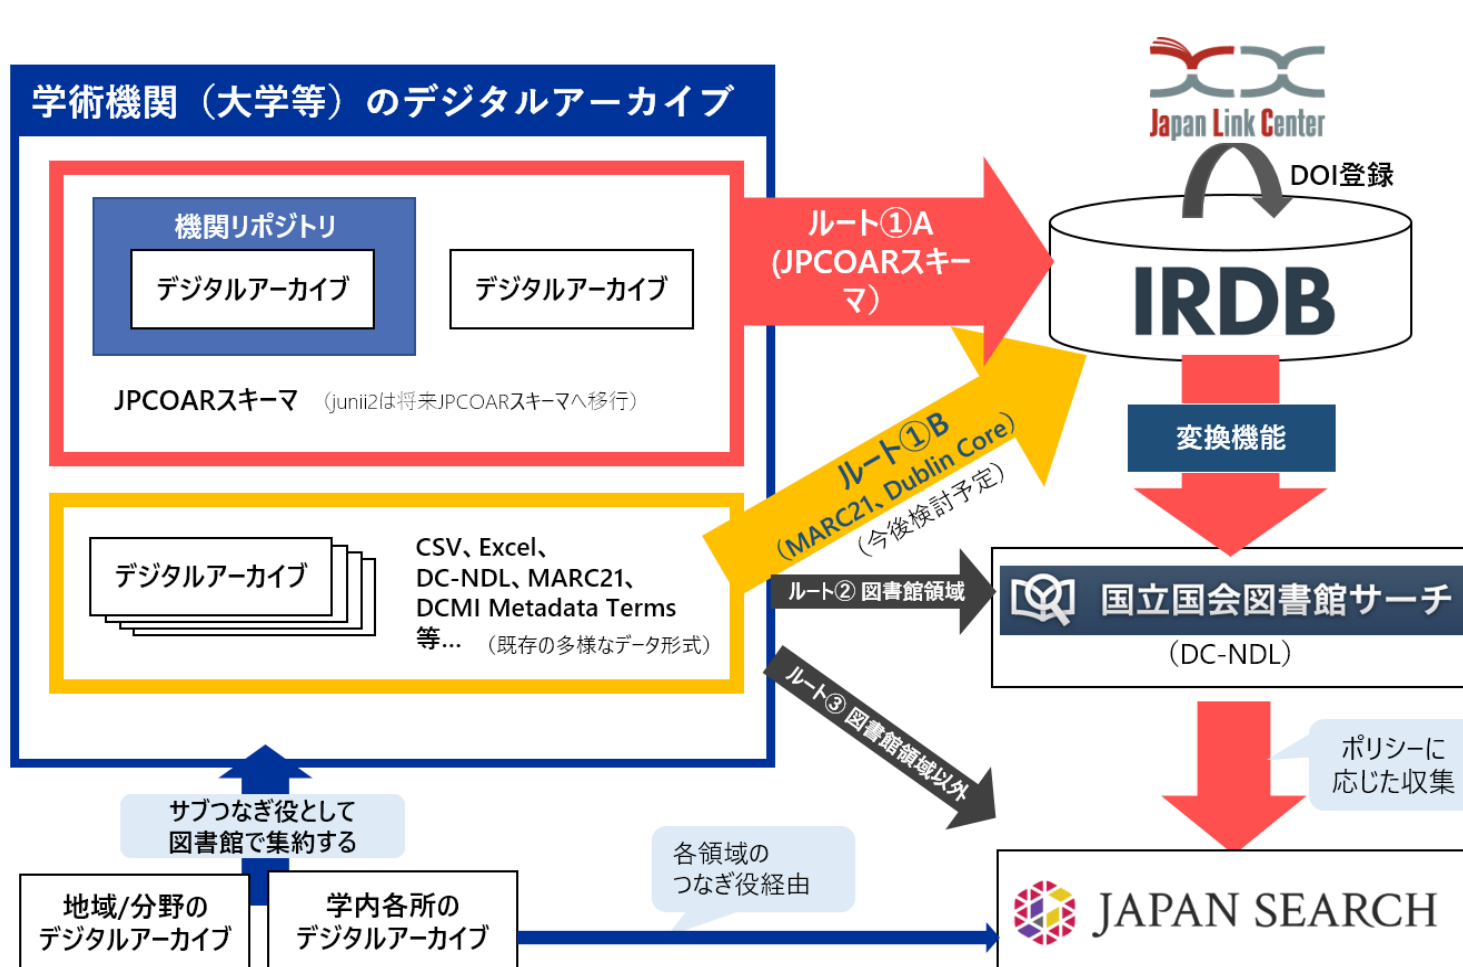 学術機関（大学等）のデジタルアーカイブ
機関リポジトリ
デジタルアーカイブ
デジタルアーカイブ
JPCOARスキーマ （junii2は将来JPCOARスキーマへ移行）
デジタルアーカイブ
CSV、Excel、
DC-NDL、MARC21、
DCMI Metadata Terms
等... （既存の多様なデータ形式）
サブつなぎ役として
図書館で集約する
地域/分野の
デジタルアーカイブ
学内各所の
デジタルアーカイブ
ルート①A
(JPCOARスキー
マ）
ルート①B
（MARC21、Dublin Core）
（今後検討予定）
ルート② 図書館領域
ルート③ 図書館領域以外
各領域の
つなぎ役経由
Japan Link Center
DOI登録
IRDB
変換機能
国立国会図書館サーチ
（DC-NDL）
ポリシーに
応じた収集
JAPAN SEARCH